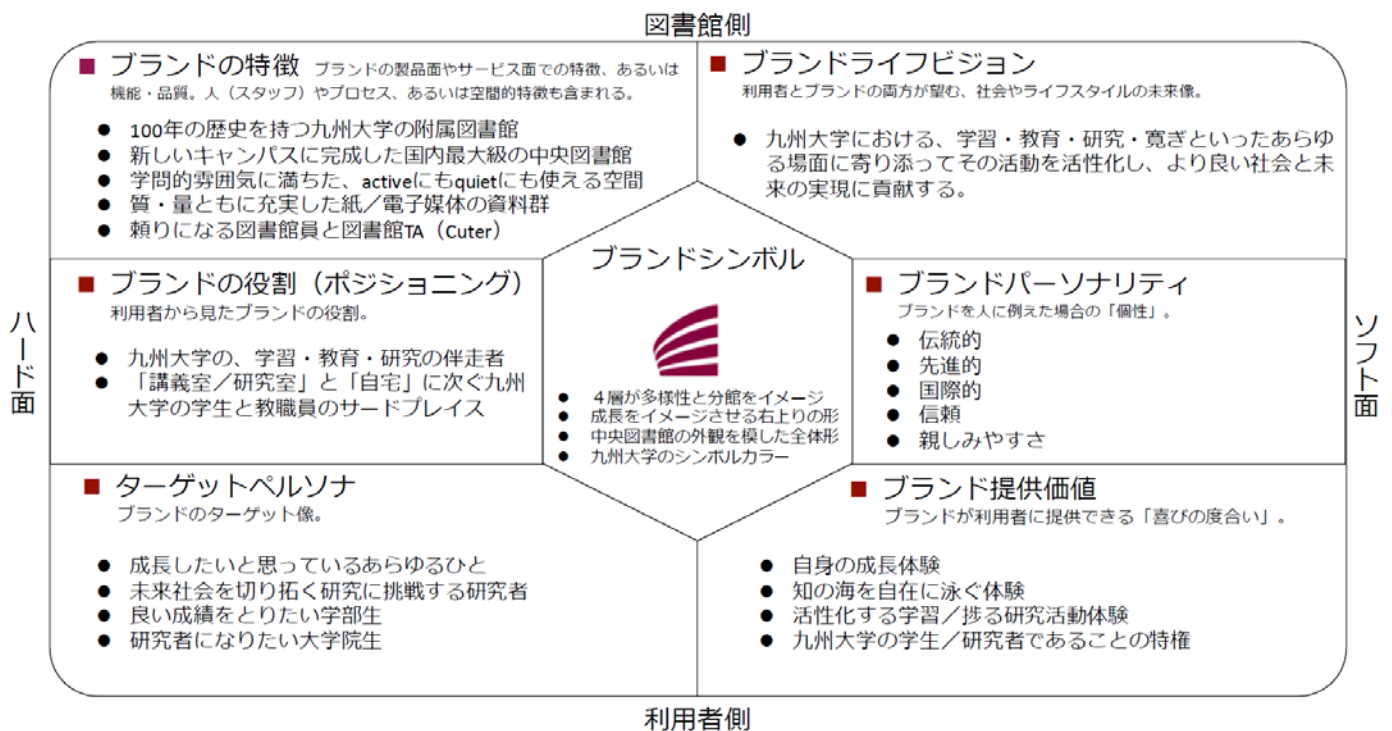 図書館側
■ ブランドの特徴 ブランドの製品面やサービス面での特徴、あるいは
機能・品質。人（スタッフ）やプロセス、あるいは空間的特徴も含まれる。
● 100年の歴史を持つ九州大学の附属図書館
● 新しいキャンパスに完成した国内最大級の中央図書館
● 学問的雰囲気に満ちた、activeにもquietにも使える空間
● 質・量ともに充実した紙／電子媒体の資料群
● 頼りになる図書館員と図書館TA（Cuter）
■ ブランドライフビジョン
利用者とブランドの両方が望む、社会やライフスタイルの未来像。
● 九州大学における、学習・教育・研究・寛ぎといったあらゆ
る場面に寄り添ってその活動を活性化し、より良い社会と未
来の実現に貢献する。
ハード面
■ ブランドの役割（ポジショニング）
利用者から見たブランドの役割。
● 九州大学の、学習・教育・研究の伴走者
● 「講義室／研究室」と「自宅」に次ぐ九州
大学の学生と教職員のサードプレイス
ブランドシンボル
● ４層が多様性と分館をイメージ
● 成長をイメージさせる右上りの形
● 中央図書館の外観を模した全体形
● 九州大学のシンボルカラー
■ ブランドパーソナリティ
ブランドを人に例えた場合の「個性」。
● 伝統的
● 先進的
● 国際的
● 信頼
● 親しみやすさ
ソフト面
■ ターゲットペルソナ
ブランドのターゲット像。
● 成長したいと思っているあらゆるひと
● 未来社会を切り拓く研究に挑戦する研究者
● 良い成績をとりたい学部生
● 研究者になりたい大学院生
■ ブランド提供価値
ブランドが利用者に提供できる「喜びの度合い」。
● 自身の成長体験
● 知の海を自在に泳ぐ体験
● 活性化する学習／捗る研究活動体験
● 九州大学の学生／研究者であることの特権
利用者側